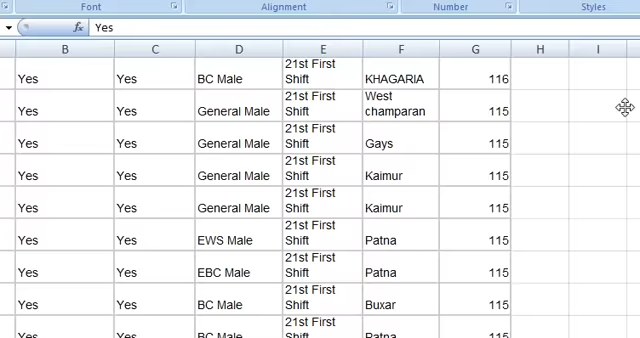 Font Alignment Number Styles
fx Yes
B C D E F G H I
Yes Yes BC Male 21st First Shift KHAGARIA 116
Yes Yes General Male 21st First Shift West champaran 115
Yes Yes General Male 21st First Shift Gays 115
Yes Yes General Male 21st First Shift Kaimur 115
Yes Yes General Male 21st First Shift Kaimur 115
Yes Yes EWS Male 21st First Shift Patna 115
Yes Yes EBC Male 21st First Shift Patna 115
Yes Yes BC Male 21st First Shift Buxar 115
Yes Yes BC Male 21st First Shift Patna 115